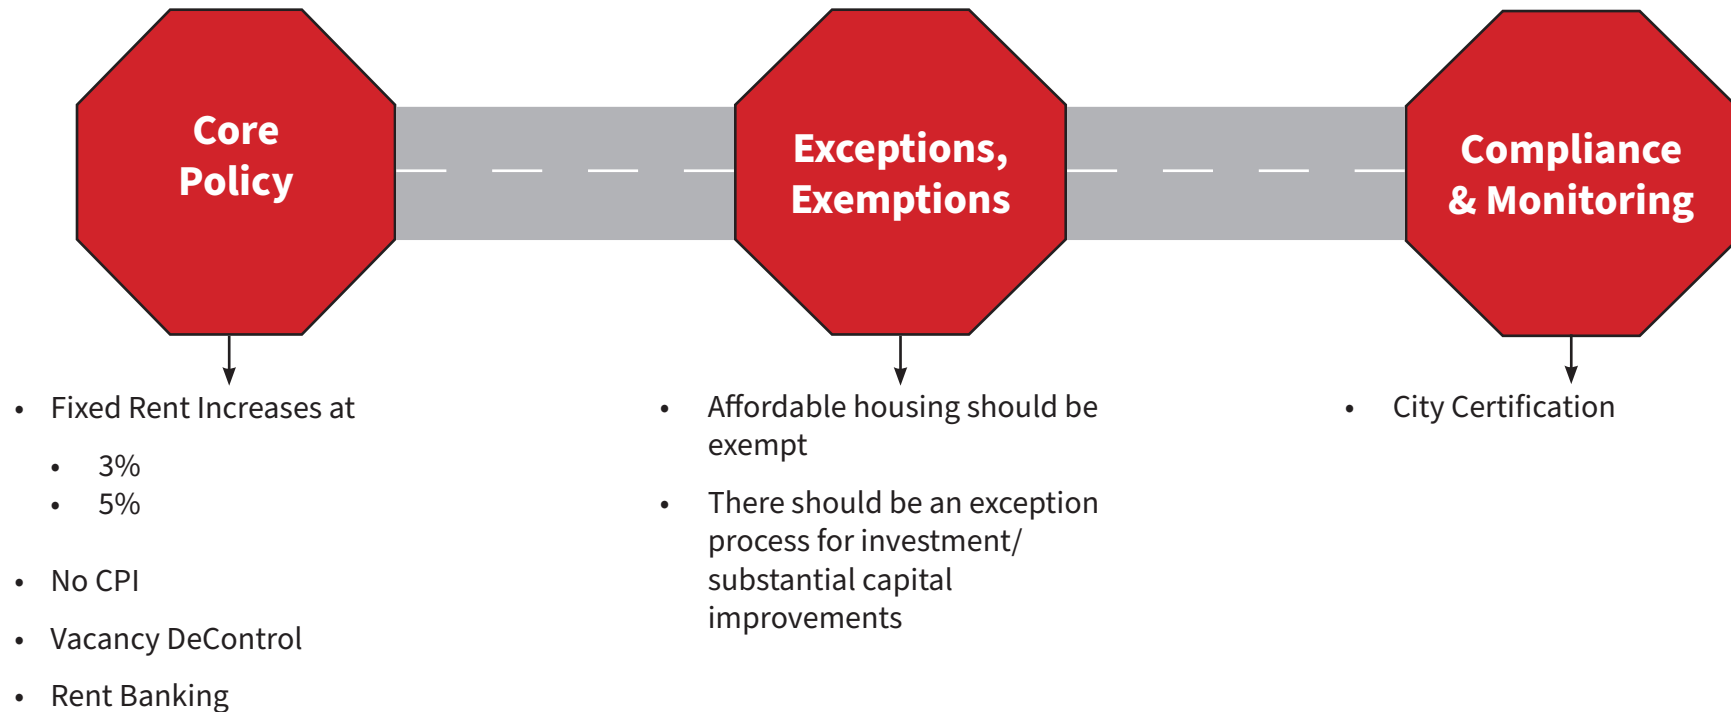 Core
Policy
Exceptions,
Exemptions
Compliance
& Monitoring
• Fixed Rent Increases at
• 3%
• 5%
• No CPI
• Vacancy DeControl
• Rent Banking
• Affordable housing should be
exempt
• There should be an exception
process for investment/
substantial capital
improvements
• City Certification